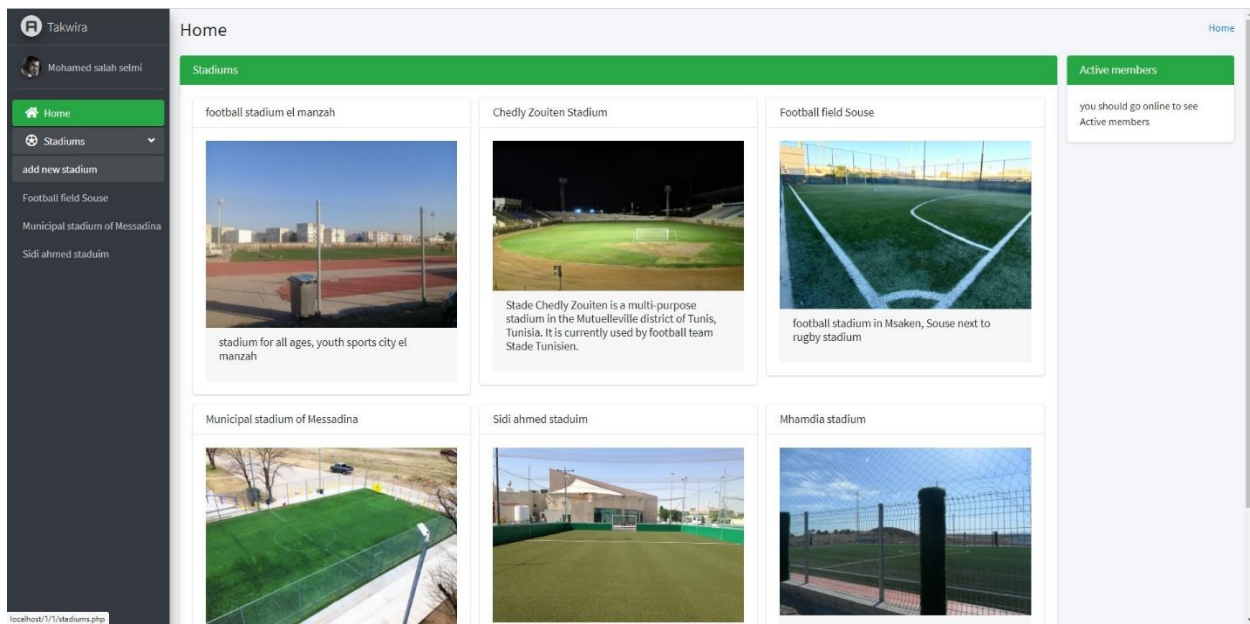 Takwira
Mohamed salah selmi
Home
Stadiums
add new stadium
Football field Souse
Municipal stadium of Messadina
Sidi ahmed staduim
Home
Home
Stadiums
football stadium el manzah
stadium for all ages, youth sports city el
manzah
Chedly Zouiten Stadium
Stade Chedly Zouiten is a multi-purpose
stadium in the Mutuelleville district of Tunis,
Tunisia. It is currently used by football team
Stade Tunisien.
Football field Souse
football stadium in Msaken, Souse next to
rugby stadium
Municipal stadium of Messadina
Sidi ahmed staduim
Mhamdia stadium
Active members
you should go online to see
Active members
localhost/1/1/stadiums.php